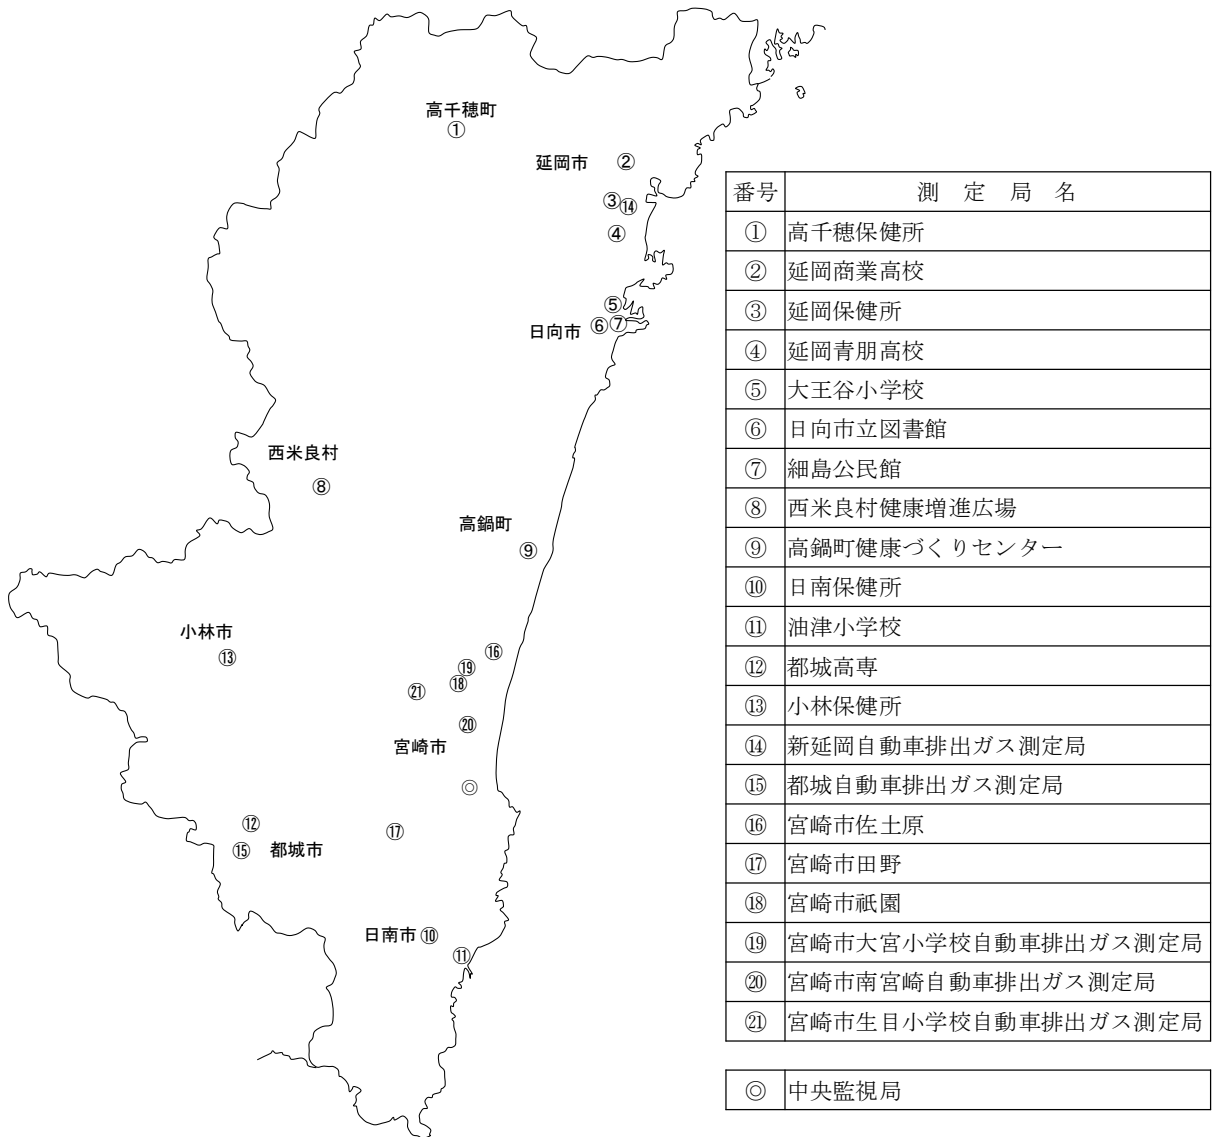 高千穂町
①
延岡市
②
③
⑭
④
⑤
日向市
⑥
⑦
西米良村
⑧
高鍋町
⑨
小林市
⑬
⑯
⑲
⑱
㉑
⑳
宮崎市
◎
⑫
⑰
⑮
都城市
日南市
⑩
⑪
番号 測定局名
① 高千穂保健所
② 延岡商業高校
③ 延岡保健所
④ 延岡青朋高校
⑤ 大王谷小学校
⑥ 日向市立図書館
⑦ 細島公民館
⑧ 西米良村健康増進広場
⑨ 高鍋町健康づくりセンター
⑩ 日南保健所
⑪ 油津小学校
⑫ 都城高専
⑬ 小林保健所
⑭ 新延岡自動車排出ガス測定局
⑮ 都城自動車排出ガス測定局
⑯ 宮崎市佐土原
⑰ 宮崎市田野
⑱ 宮崎市祇園
⑲ 宮崎市大宮小学校自動車排出ガス測定局
⑳ 宮崎市南宮崎自動車排出ガス測定局
㉑ 宮崎市生目小学校自動車排出ガス測定局
◎ 中央監視局